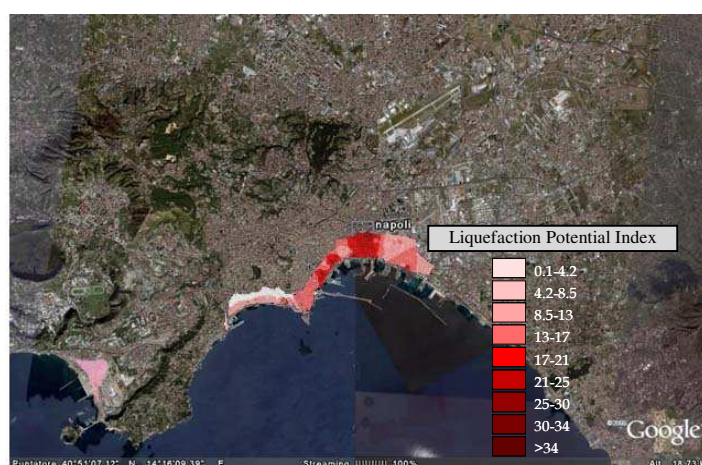 napoli
Liquefaction Potential Index
0.1-4.2
4.2-8.5
8.5-13
13-17
17-21
21-25
25-30
30-34
>34
Google
Puntatore 40°51'07.12" N 14°16'09.39" E Streaming 100% Alt